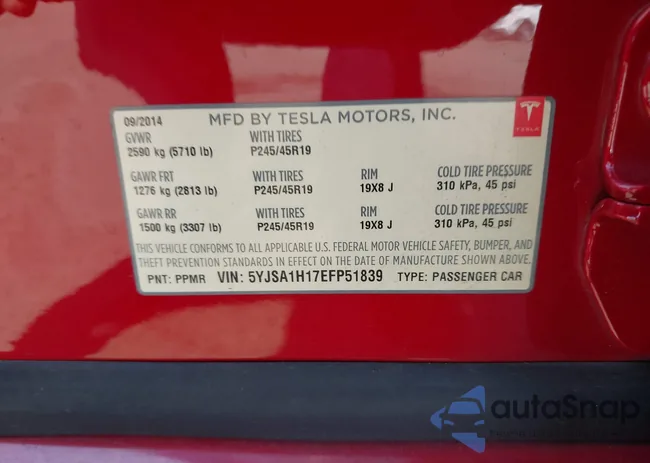 09/2014 MFD BY TESLA MOTORS, INC.
TESLA
GVWR WITH TIRES
2590 kg (5710 lb) P245/45R19
GAWR FRT WITH TIRES RIM COLD TIRE PRESSURE
1276 kg (2813 lb) P245/45R19 19X8 J 310 kPa, 45 psi
GAWR RR WITH TIRES RIM COLD TIRE PRESSURE
1500 kg (3307 lb) P245/45R19 19X8 J 310 kPa, 45 psi
THIS VEHICLE CONFORMS TO ALL APPLICABLE U.S. FEDERAL MOTOR VEHICLE SAFETY, BUMPER, AND
THEFT PREVENTION STANDARDS IN EFFECT ON THE DATE OF MANUFACTURE SHOWN ABOVE.
PNT: PPMR VIN: 5YJSA1H17EFP51839 TYPE: PASSENGER CAR
autoSnap